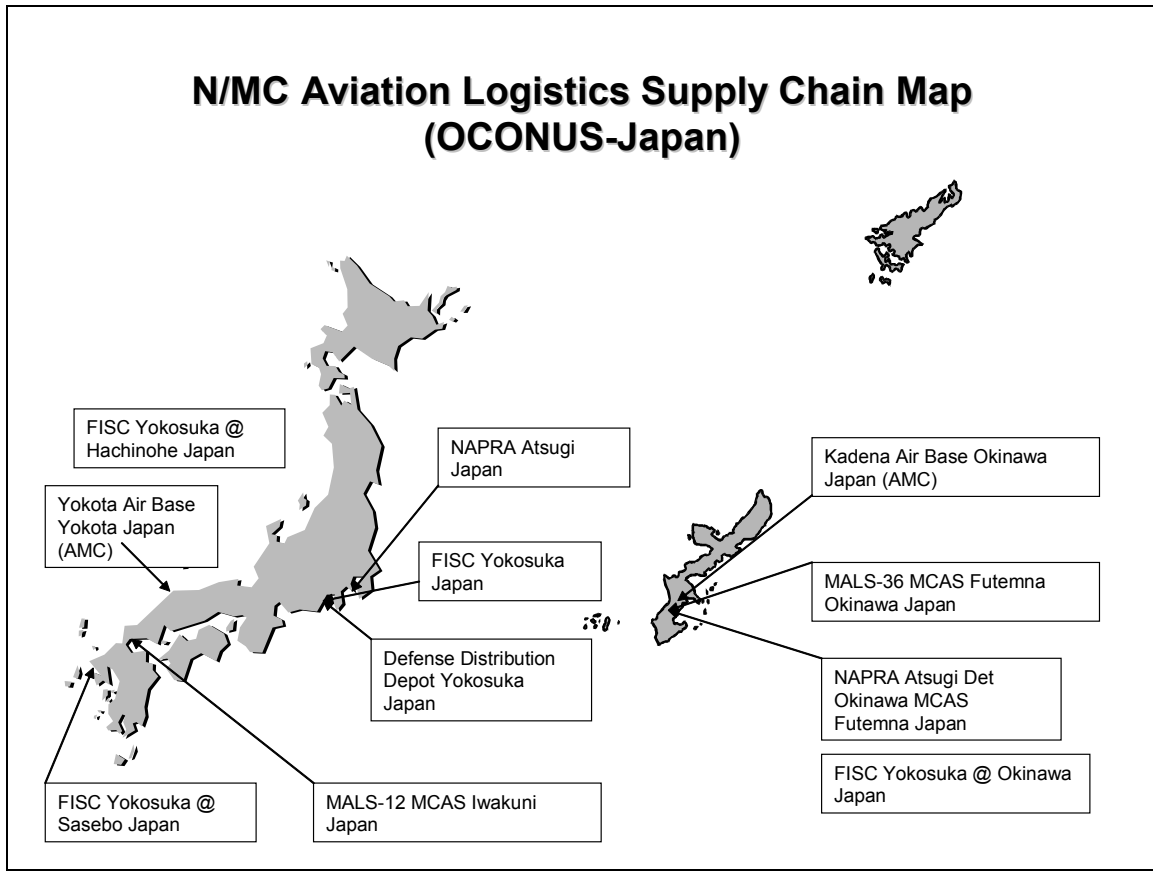 N/MC Aviation Logistics Supply Chain Map
(OCONUS-Japan)
FISC Yokosuka @
Hachinohe Japan
NAPRA Atsugi
Japan
Kadena Air Base Okinawa
Japan (AMC)
Yokota Air Base
Yokota Japan
(AMC)
FISC Yokosuka
Japan
MALS-36 MCAS Futemna
Okinawa Japan
Defense Distribution
Depot Yokosuka
Japan
NAPRA Atsugi Det
Okinawa MCAS
Futemna Japan
FISC Yokosuka @ Okinawa
Japan
FISC Yokosuka @
Sasebo Japan
MALS-12 MCAS Iwakuni
Japan